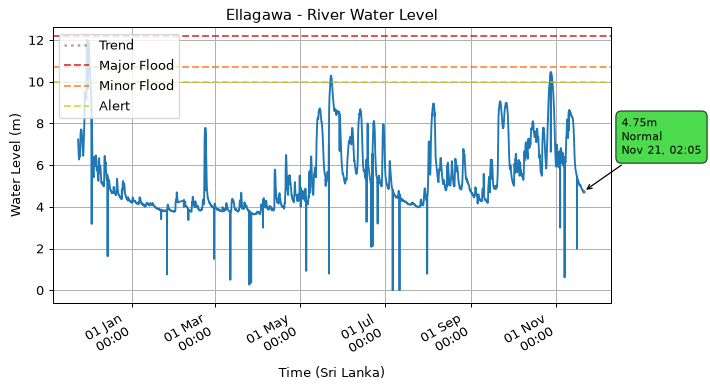 Ellagawa - River Water Level
Water Level (m)
12
10
8
6
4
2
0
Trend
Major Flood
Minor Flood
Alert
4.75m
Normal
Nov 21, 02:05
01 Jan
00:00
01 Mar
00:00
01 May
00:00
01 Jul
00:00
01 Sep
00:00
01 Nov
00:00
Time (Sri Lanka)